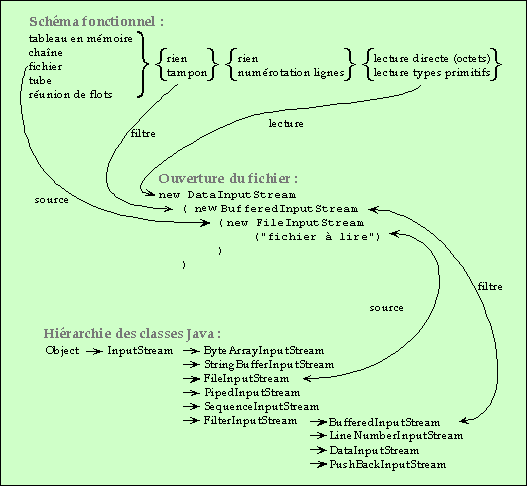 Schéma fonctionnel :
tableau en mémoire
chaîne
fichier
tube
réunion de flots
rien
tampon
rien
numérotation lignes
lecture directe (octets)
lecture types primitifs
filtre
lecture
source
Ouverture du fichier :
new DataInputStream
( new BufferedInputStream
( new FileInputStream
("fichier à lire")
)
)
filtre
source
Hiérarchie des classes Java :
Object InputStream ByteArrayInputStream
StringBufferInputStream
FileInputStream
PipedInputStream
SequenceInputStream
FilterInputStream BufferedInputStream
LineNumberInputStream
DataInputStream
PushBackInputStream